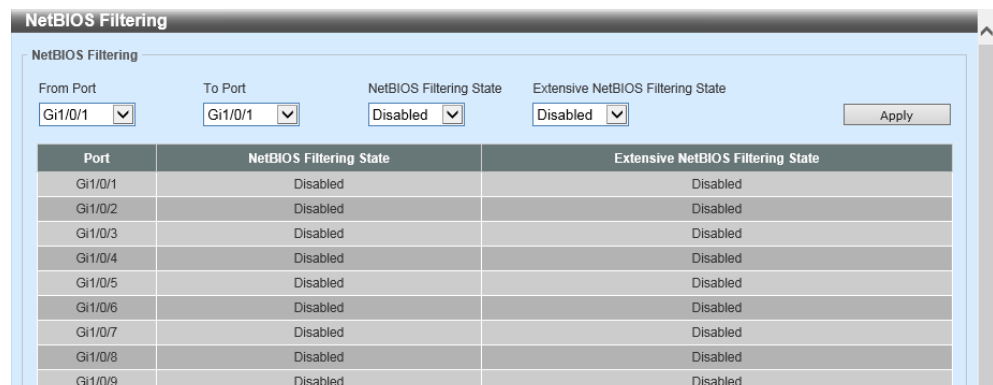 NetBIOS Filtering
NetBIOS Filtering
From Port To Port NetBIOS Filtering State Extensive NetBIOS Filtering State
Gi1/0/1 Gi1/0/1 Disabled Disabled Apply
Port NetBIOS Filtering State Extensive NetBIOS Filtering State
Gi1/0/1 Disabled Disabled
Gi1/0/2 Disabled Disabled
Gi1/0/3 Disabled Disabled
Gi1/0/4 Disabled Disabled
Gi1/0/5 Disabled Disabled
Gi1/0/6 Disabled Disabled
Gi1/0/7 Disabled Disabled
Gi1/0/8 Disabled Disabled
Gi1/0/9 Disabled Disabled